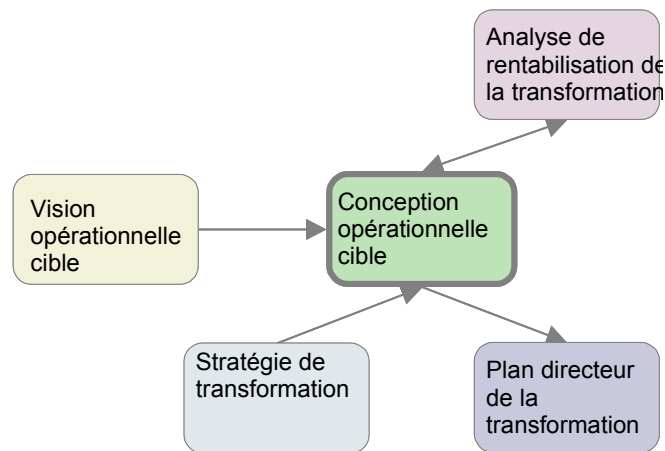 Analyse de
rentabilisation de
la transformation
Vision
opérationnelle
cible
Conception
opérationnelle
cible
Stratégie de
transformation
Plan directeur
de la
transformation